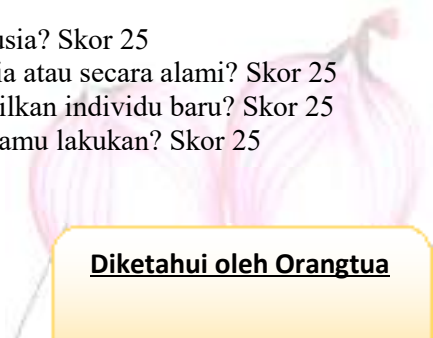 usia? Skor 25
ia atau secara alami? Skor 25
ilkan individu baru? Skor 25
amu lakukan? Skor 25
Diketahui oleh Orangtua